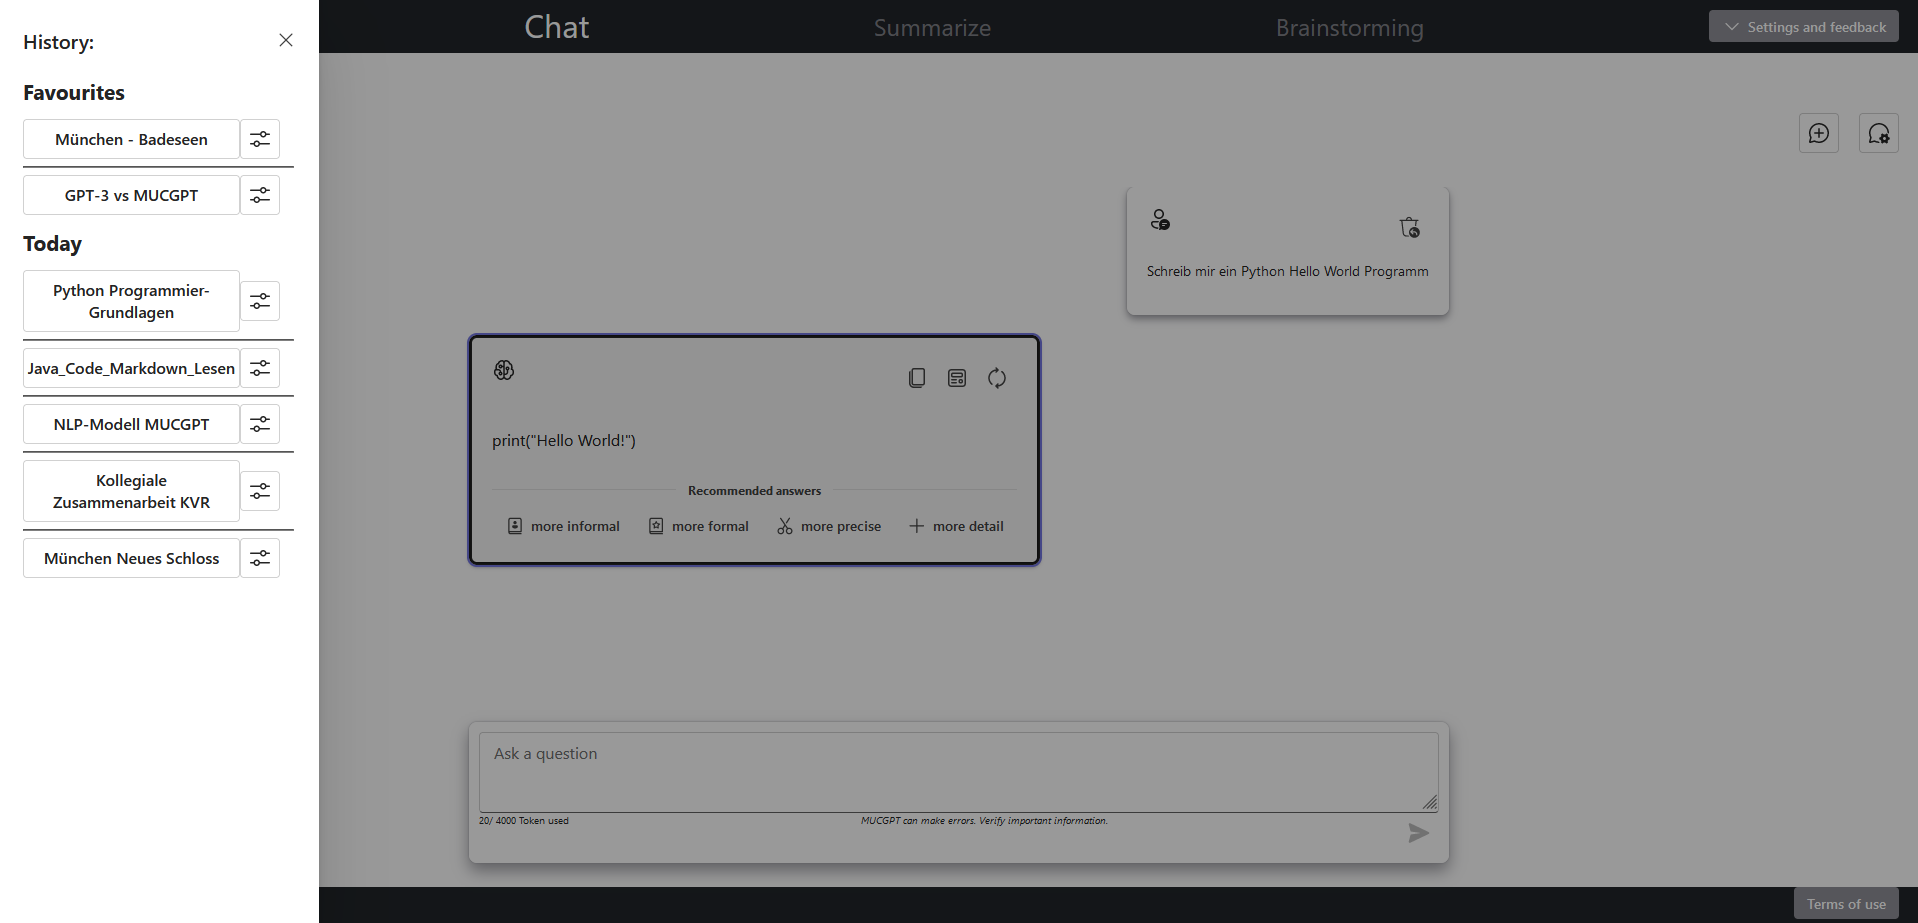 History:
Favourites
München - Badeseen
GPT-3 vs MUCGPT
Today
Python Programmier-
Grundlagen
Java_Code_Markdown_Lesen
NLP-Modell MUCGPT
Kollegiale
Zusammenarbeit KVR
München Neues Schloss
Chat
Summarize
Brainstorming
Settings and feedback
Schreib mir ein Python Hello World Programm
print("Hello World!")
Recommended answers
more informal
more formal
more precise
more detail
Ask a question
20/ 4000 Token used
MUCGPT can make errors. Verify important information.
Terms of use